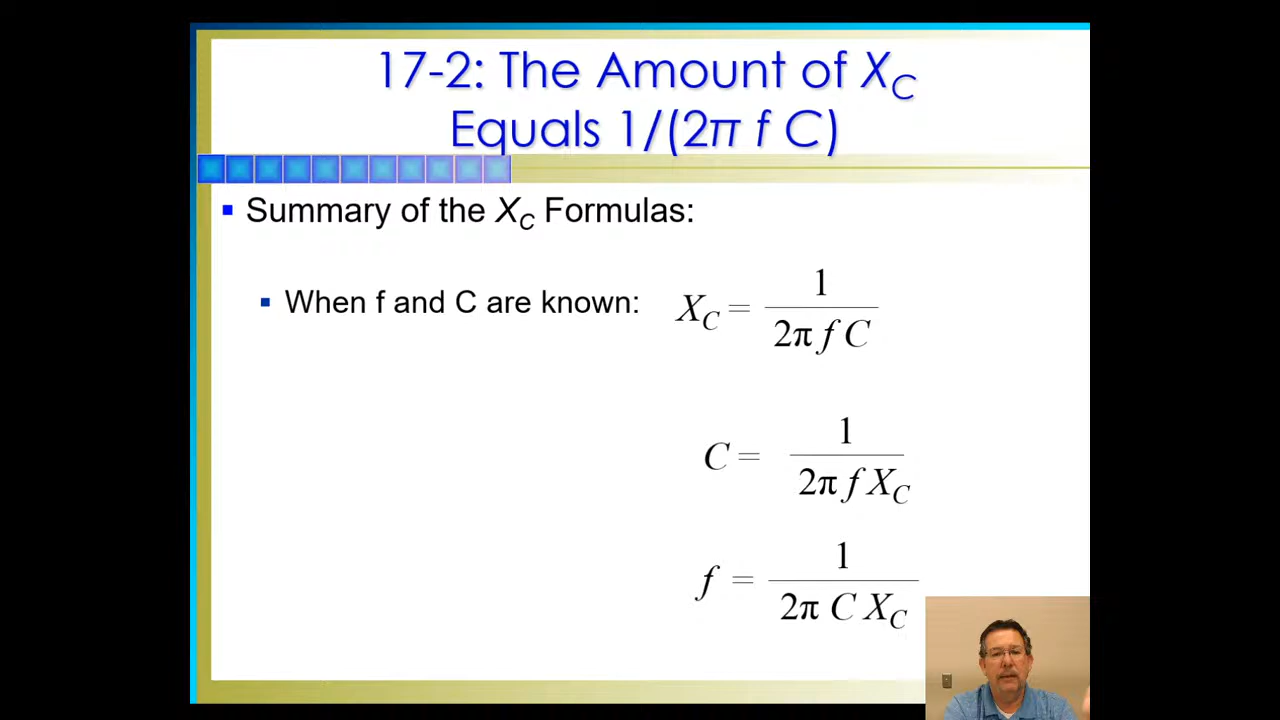 17-2: The Amount of X_C
Equals 1/(2π f C)
Summary of the X_C Formulas:
When f and C are known: X_C = 1 / (2π f C)
C = 1 / (2π f X_C)
f = 1 / (2π C X_C)